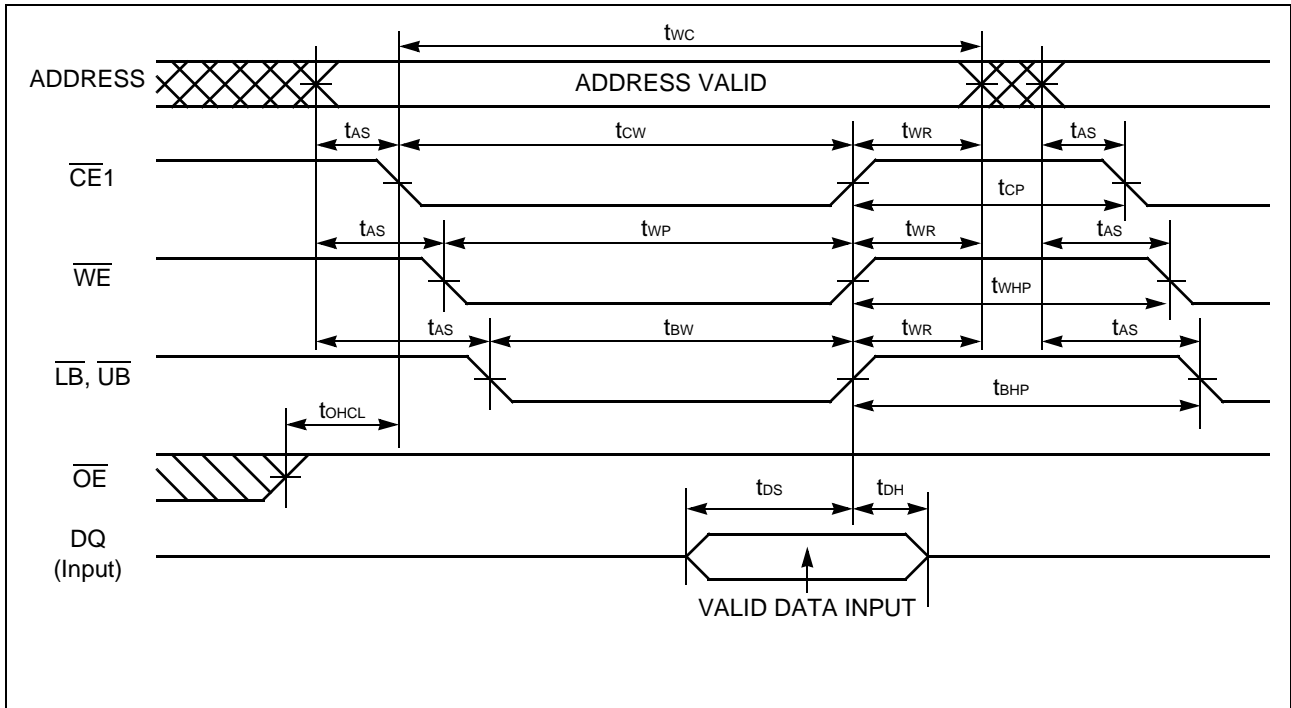 tWC
ADDRESS
ADDRESS VALID
tAS tCW tWR tAS
CE1
tCP
tAS tWP tWR tAS
WE
tWHP
tAS tBW tWR tAS
LB, UB
tBHP
tOHCL
OE
tDS tDH
DQ
(Input)
VALID DATA INPUT